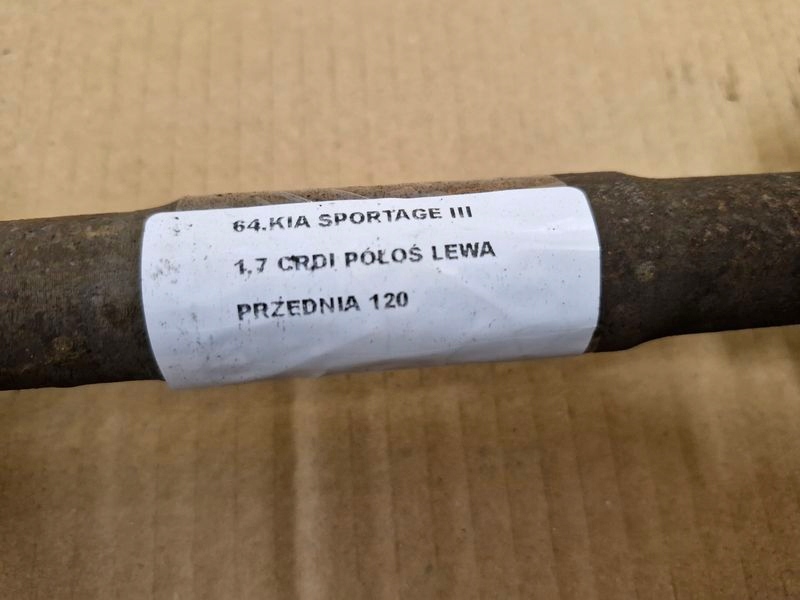 64.KIA SPORTAGE III
1,7 CRDI PÓŁOŚ LEWA
PRZEDNIA 120